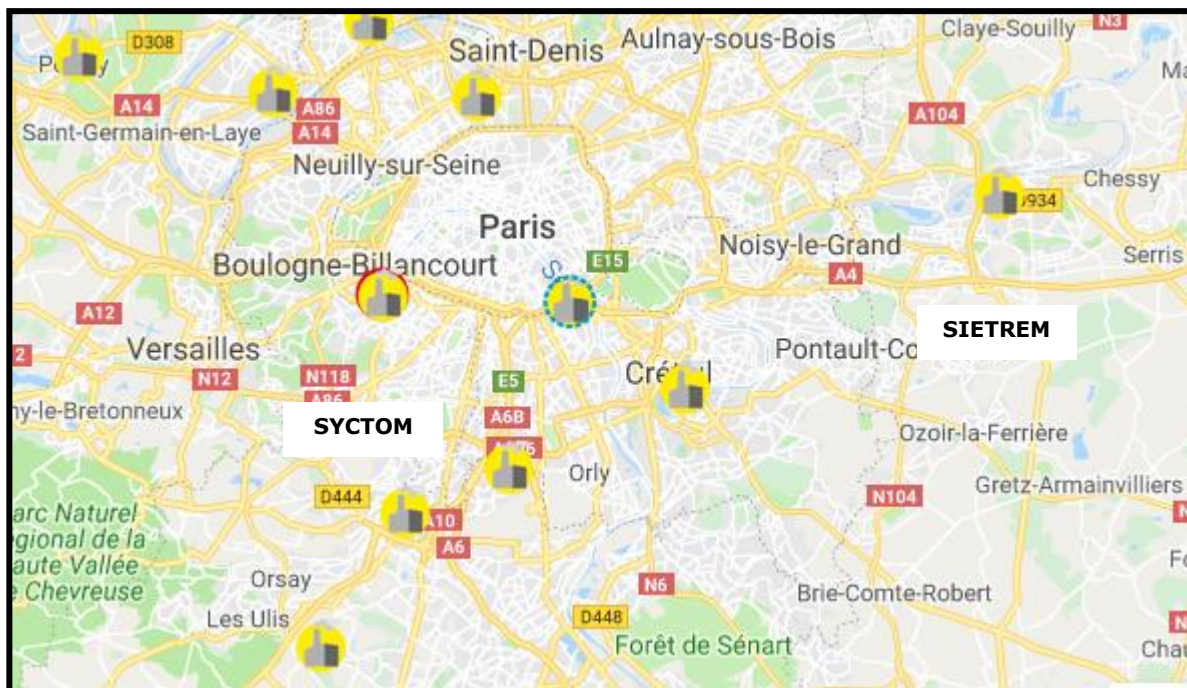 Claye-Souilly
N3
D308
Saint-Denis
Aulnay-sous-Bois
A14
A86
A14
A104
Saint-Germain-en-Laye
Neuilly-sur-Seine
Chessy
Paris
Noisy-le-Grand
Serris
E15
A4
Boulogne-Billancourt
A12
SIETREM
Versailles
N12
N118
A86
E5
A6B
SYCTOM
Ozoir-la-Ferrière
Orly
D444
A10
A6
N104
Gretz-Armainvilliers
Orsay
N6
Brie-Comte-Robert
Les Ulis
D448
Forêt de Sénart